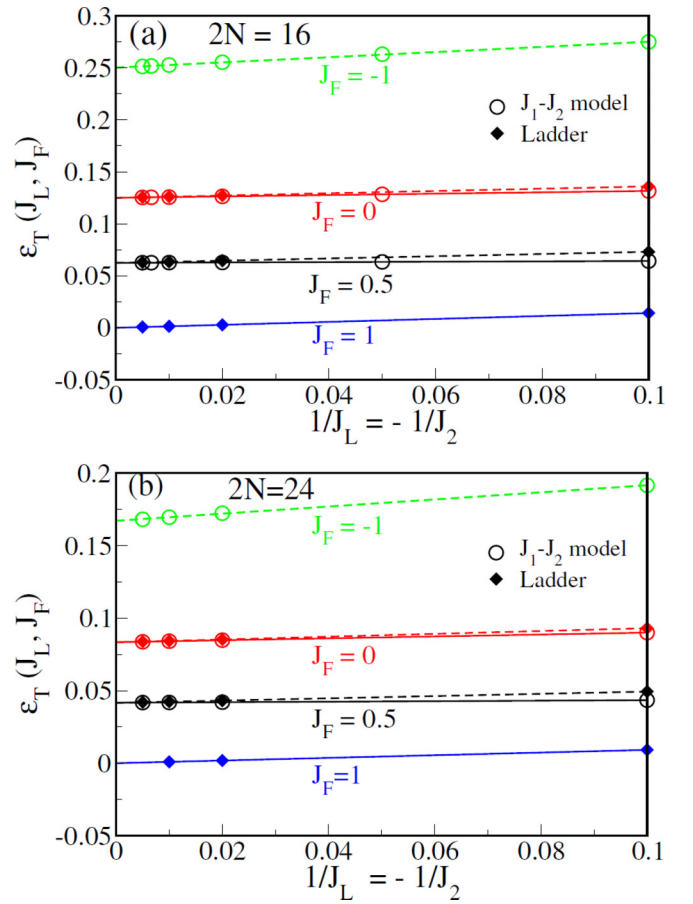 (a)
2N = 16
0.3
0.25
0.2
0.15
0.1
0.05
0
-0.05
ε_T (J_L, J_F)
J_F = -1
J_1-J_2 model
Ladder
J_F = 0
J_F = 0.5
J_F = 1
0 0.02 0.04 0.06 0.08 0.1
1/J_L = - 1/J_2
(b)
2N=24
0.2
0.15
0.1
0.05
0
-0.05
ε_T (J_L, J_F)
J_F = -1
J_1-J_2 model
Ladder
J_F = 0
J_F = 0.5
J_F=1
0 0.02 0.04 0.06 0.08 0.1
1/J_L = - 1/J_2